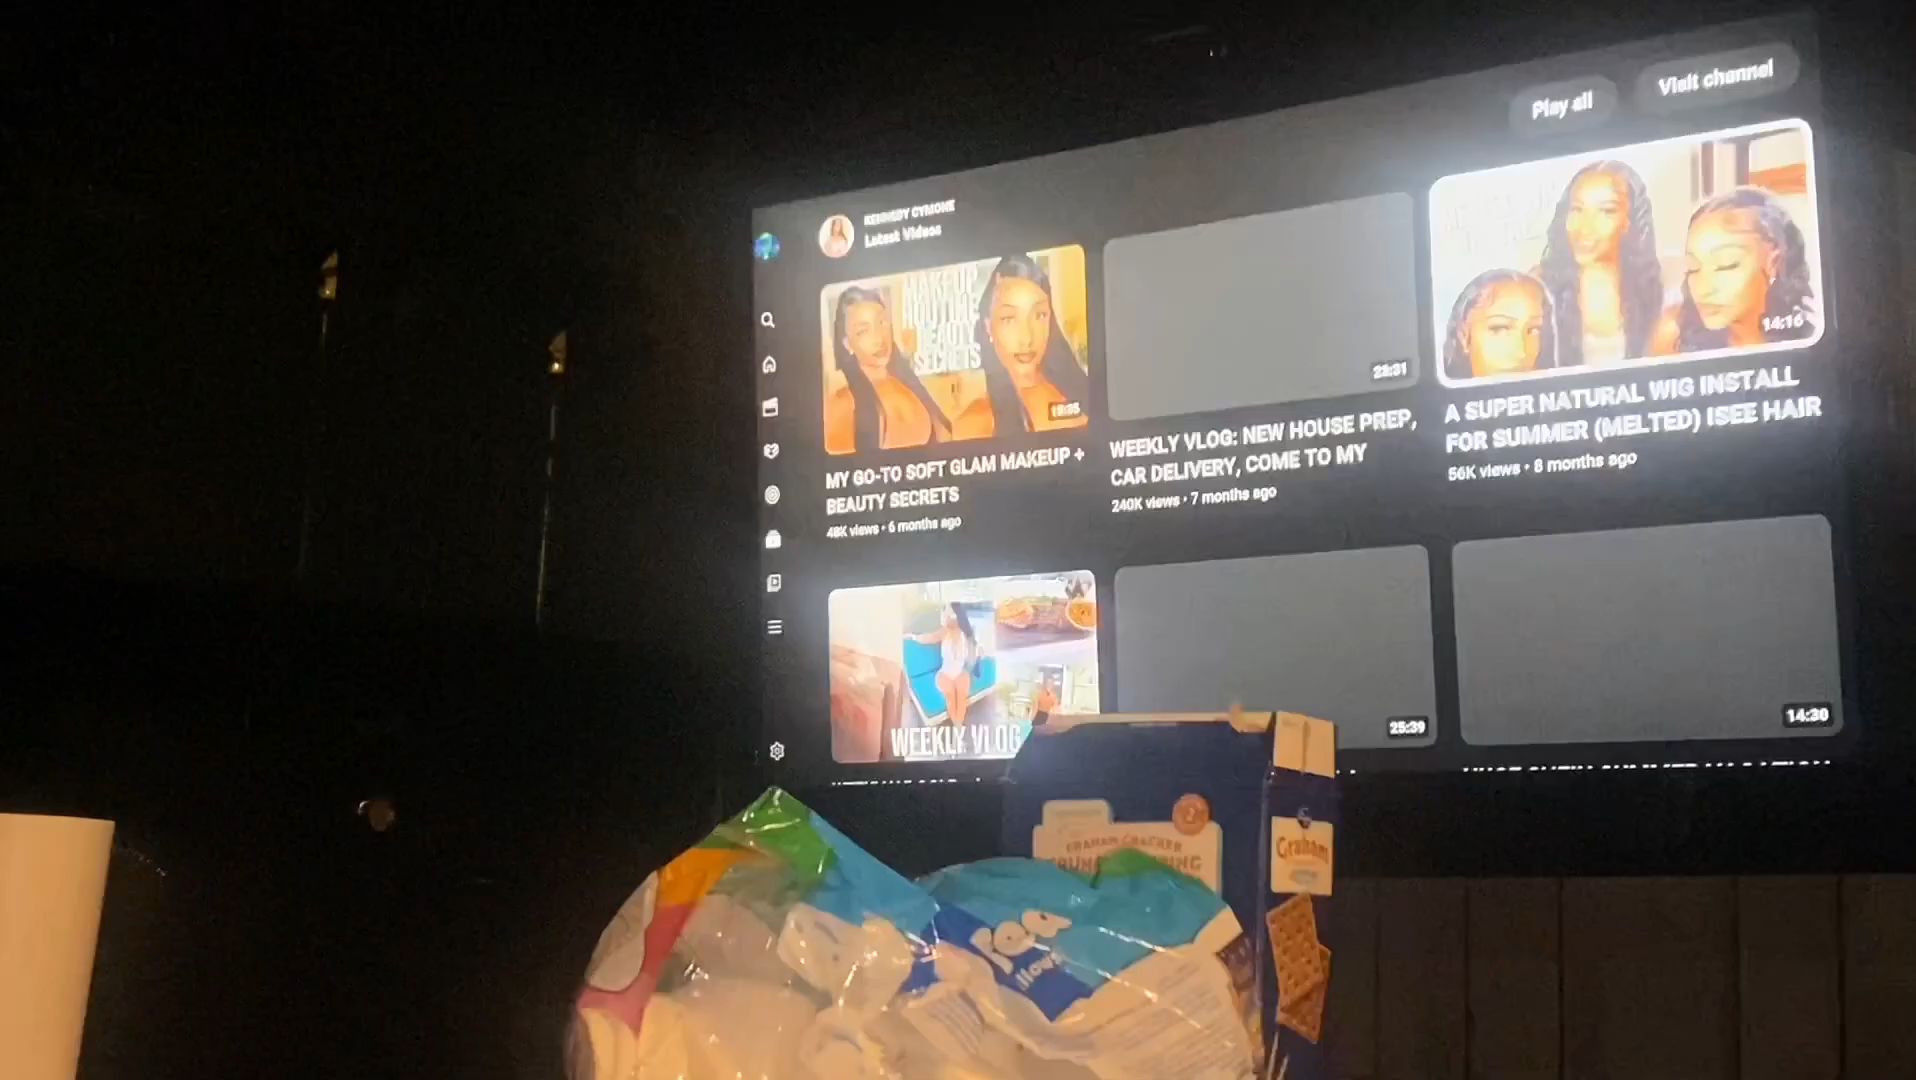 Play all
Visit channel
KENNEDY CYMONE
Latest Videos
MAKEUP
ROUTINE
BEAUTY
SECRETS
23:31
14:16
MY GO-TO SOFT GLAM MAKEUP +
BEAUTY SECRETS
48K views • 6 months ago
WEEKLY VLOG: NEW HOUSE PREP,
CAR DELIVERY, COME TO MY
240K views • 7 months ago
A SUPER NATURAL WIG INSTALL
FOR SUMMER (MELTED) ISEE HAIR
56K views • 8 months ago
WEEKLY VLOG
25:39
14:30
GRAHAM CRACKER
Graham